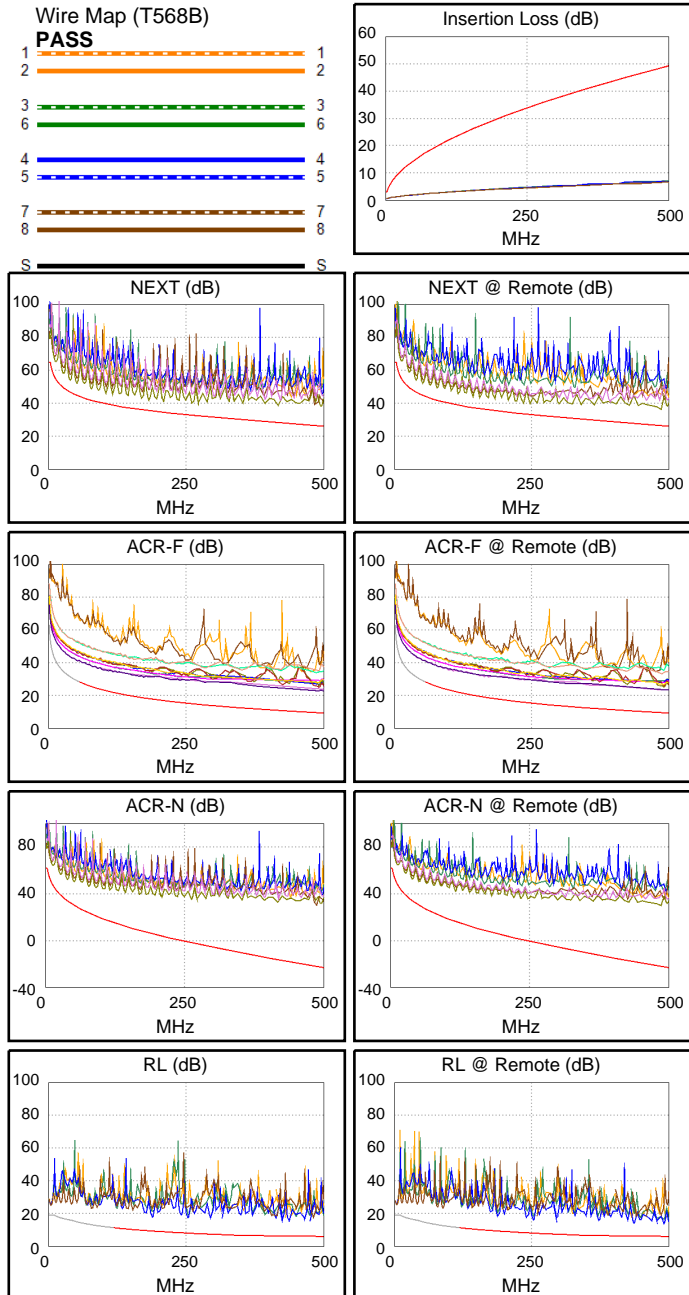 Wire Map (T568B)
PASS
1 1
2 2
3 3
6 6
4 4
5 5
7 7
8 8
S S
Insertion Loss (dB)
60
50
40
30
20
10
0
0 250 500
MHz
NEXT (dB)
100
80
60
40
20
0
0 250 500
MHz
NEXT @ Remote (dB)
100
80
60
40
20
0
0 250 500
MHz
ACR-F (dB)
100
80
60
40
20
0
0 250 500
MHz
ACR-F @ Remote (dB)
100
80
60
40
20
0
0 250 500
MHz
ACR-N (dB)
80
40
0
-40
0 250 500
MHz
ACR-N @ Remote (dB)
80
40
0
-40
0 250 500
MHz
RL (dB)
100
80
60
40
20
0
0 250 500
MHz
RL @ Remote (dB)
100
80
60
40
20
0
0 250 500
MHz